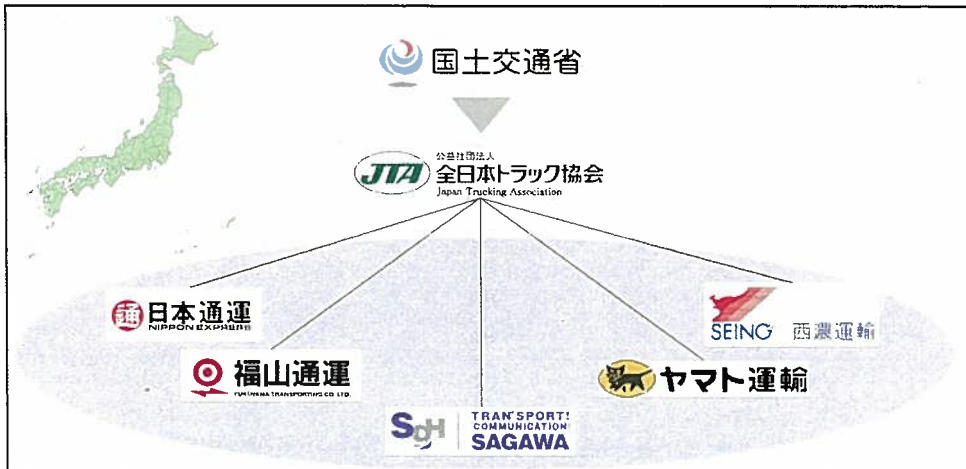 国土交通省
公益社団法人
JTA 全日本トラック協会
Japan Trucking Association
日本通運
NIPPON EXPRESS
SEINO 西濃運輸
福山通運
FUKUYAMA TRANSPORTING CO. LTD.
ヤマト運輸
SGH
TRANSPORT!
COMMUNICATION!
SAGAWA